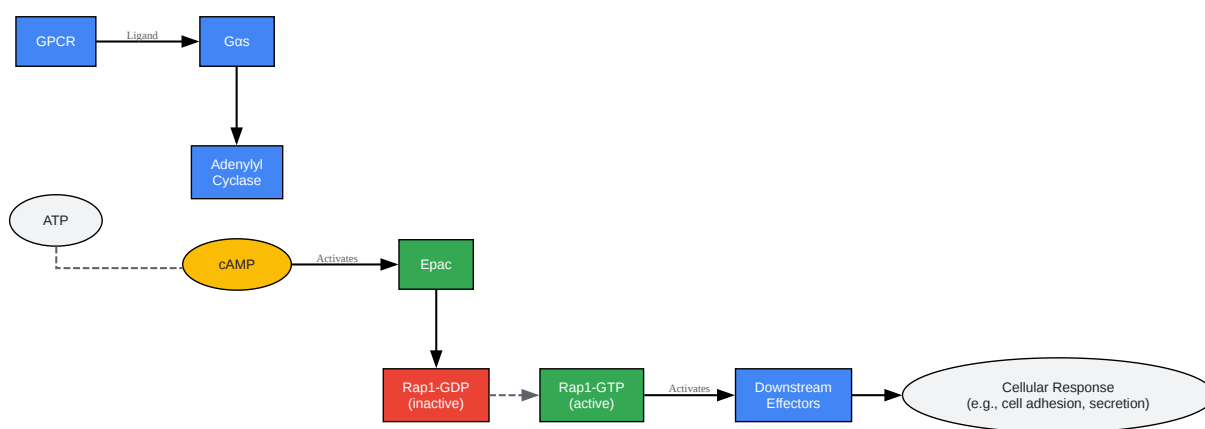 GPCR
Ligand
Gαs
Adenylyl
Cyclase
ATP
cAMP
Activates
Epac
Rap1-GDP
(inactive)
Rap1-GTP
(active)
Activates
Downstream
Effectors
Cellular Response
(e.g., cell adhesion, secretion)